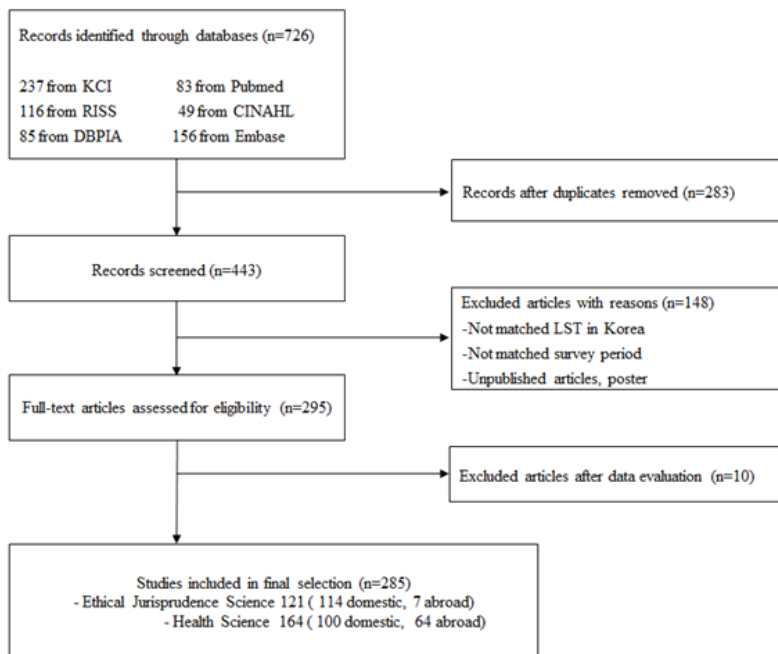 Records identified through databases (n=726)
237 from KCI 83 from Pubmed
116 from RISS 49 from CINAHL
85 from DBPIA 156 from Embase
Records after duplicates removed (n=283)
Records screened (n=443)
Excluded articles with reasons (n=148)
-Not matched LST in Korea
-Not matched survey period
-Unpublished articles, poster
Full-text articles assessed for eligibility (n=295)
Excluded articles after data evaluation (n=10)
Studies included in final selection (n=285)
- Ethical Jurisprudence Science 121 ( 114 domestic, 7 abroad)
- Health Science 164 ( 100 domestic, 64 abroad)